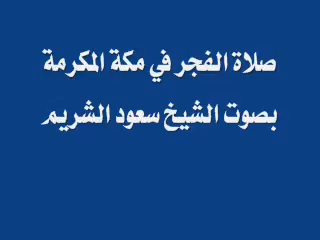 صلاة الفجر في مكة المكرمة
بصوت الشيخ سعود الشريم